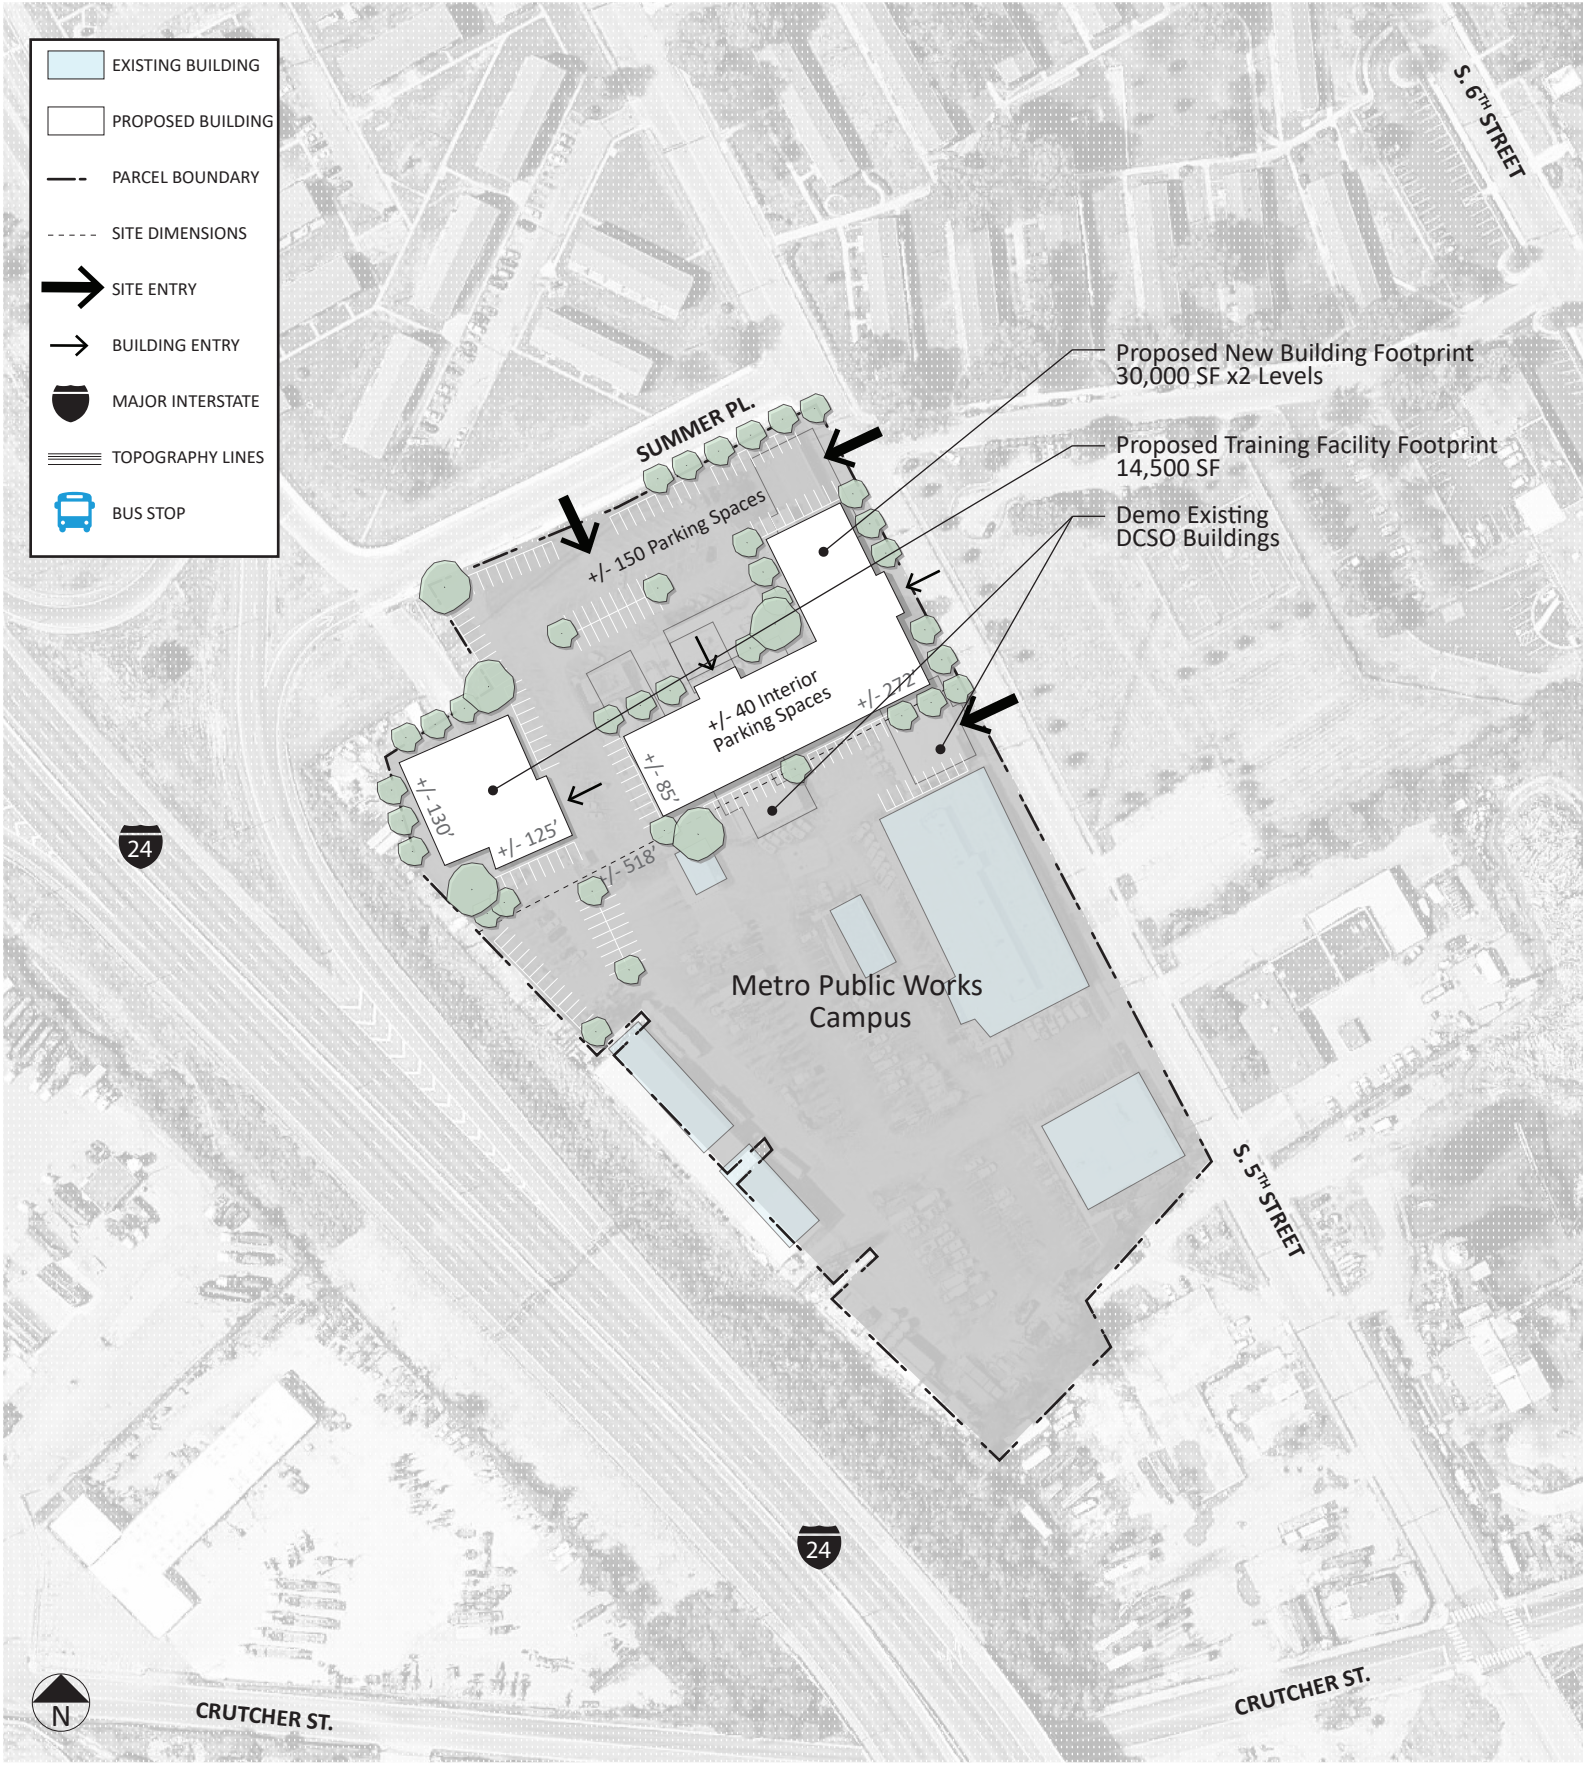 EXISTING BUILDING
PROPOSED BUILDING
PARCEL BOUNDARY
SITE DIMENSIONS
SITE ENTRY
BUILDING ENTRY
MAJOR INTERSTATE
TOPOGRAPHY LINES
BUS STOP
S. 6TH STREET
SUMMER PL.
Proposed New Building Footprint
30,000 SF x2 Levels
Proposed Training Facility Footprint
14,500 SF
Demo Existing
DCSO Buildings
+/- 150 Parking Spaces
+/- 40 Interior
Parking Spaces
+/- 272'
+/- 85'
+/- 130'
+/- 125'
+/- 518'
24
Metro Public Works
Campus
S. 5TH STREET
24
CRUTCHER ST.
N
CRUTCHER ST.